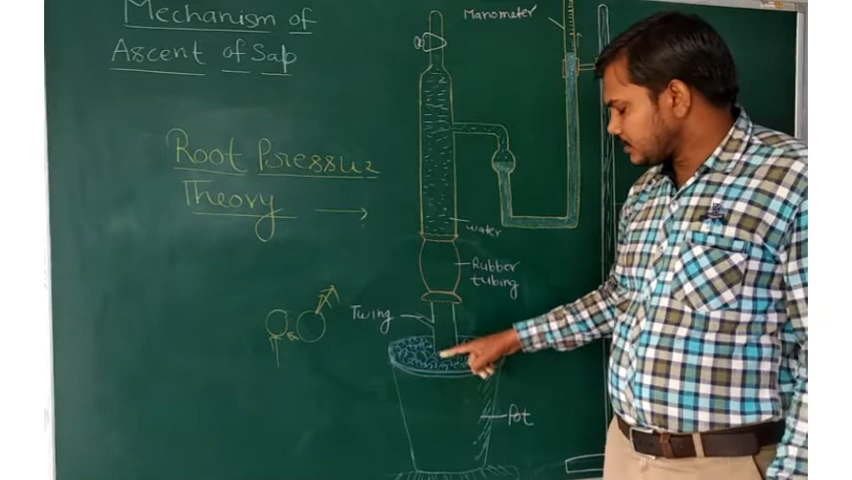 Mechanism of
Ascent of Sap
Root Pressure
Theory
Manometer
water
Rubber
tubing
Twing
Pot